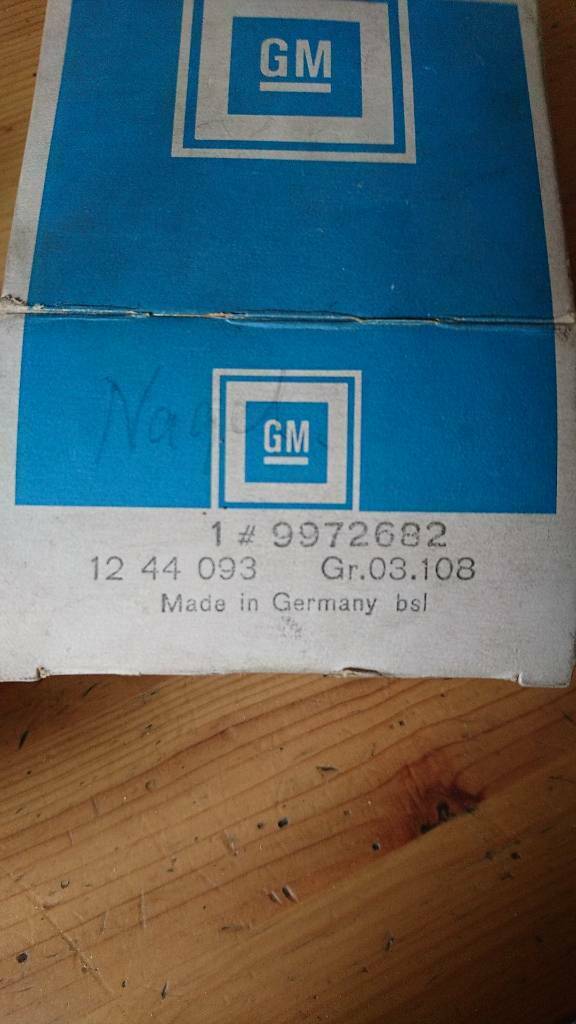 GM
GM
1 # 9972682
12 44 093 Gr.03.108
Made in Germany bsl